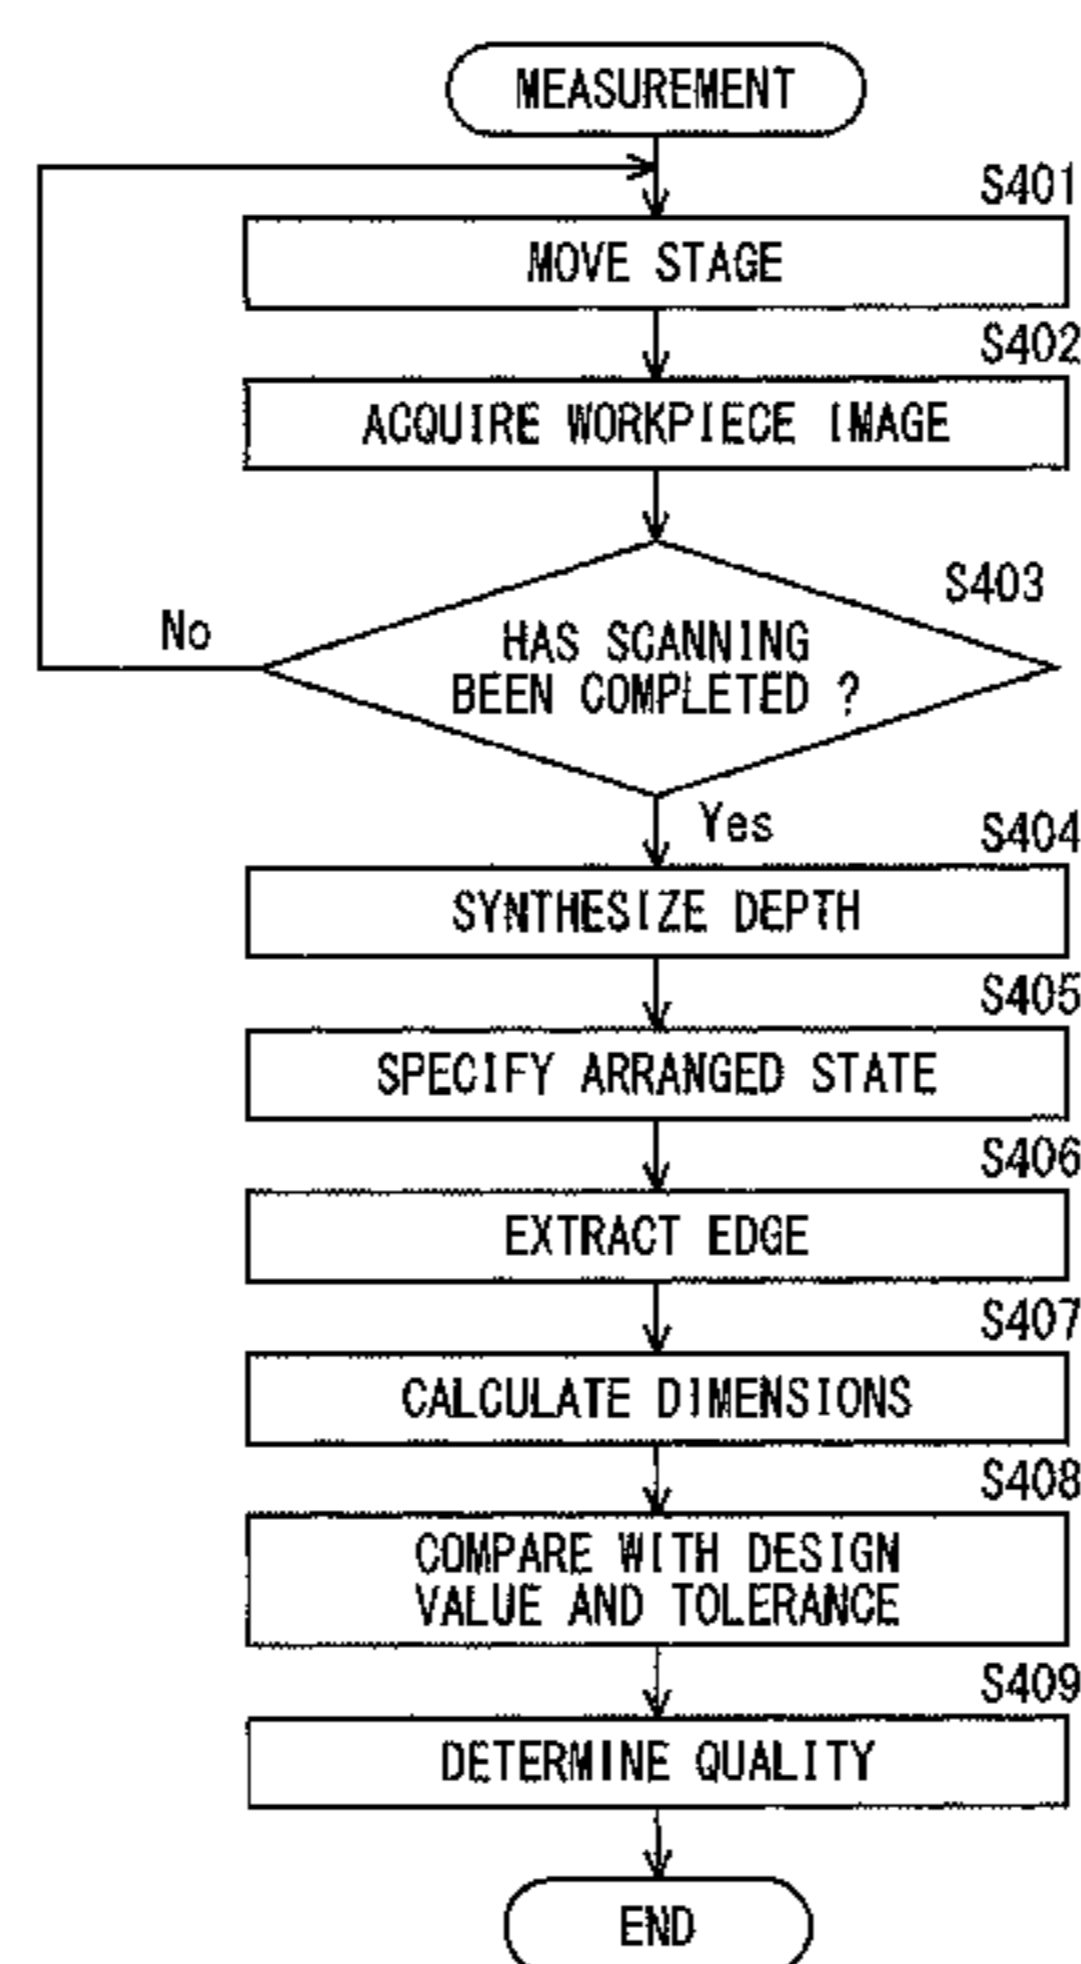 MEASUREMENT
S401
MOVE STAGE
S402
ACQUIRE WORKPIECE IMAGE
S403
HAS SCANNING
BEEN COMPLETED ?
No
Yes
S404
SYNTHESIZE DEPTH
S405
SPECIFY ARRANGED STATE
S406
EXTRACT EDGE
S407
CALCULATE DIMENSIONS
S408
COMPARE WITH DESIGN
VALUE AND TOLERANCE
S409
DETERMINE QUALITY
END